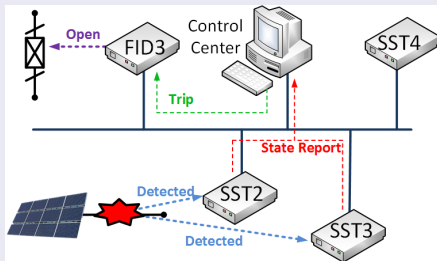 Open
FID3
Control
Center
SST4
Trip
State Report
Detected
SST2
Detected
SST3